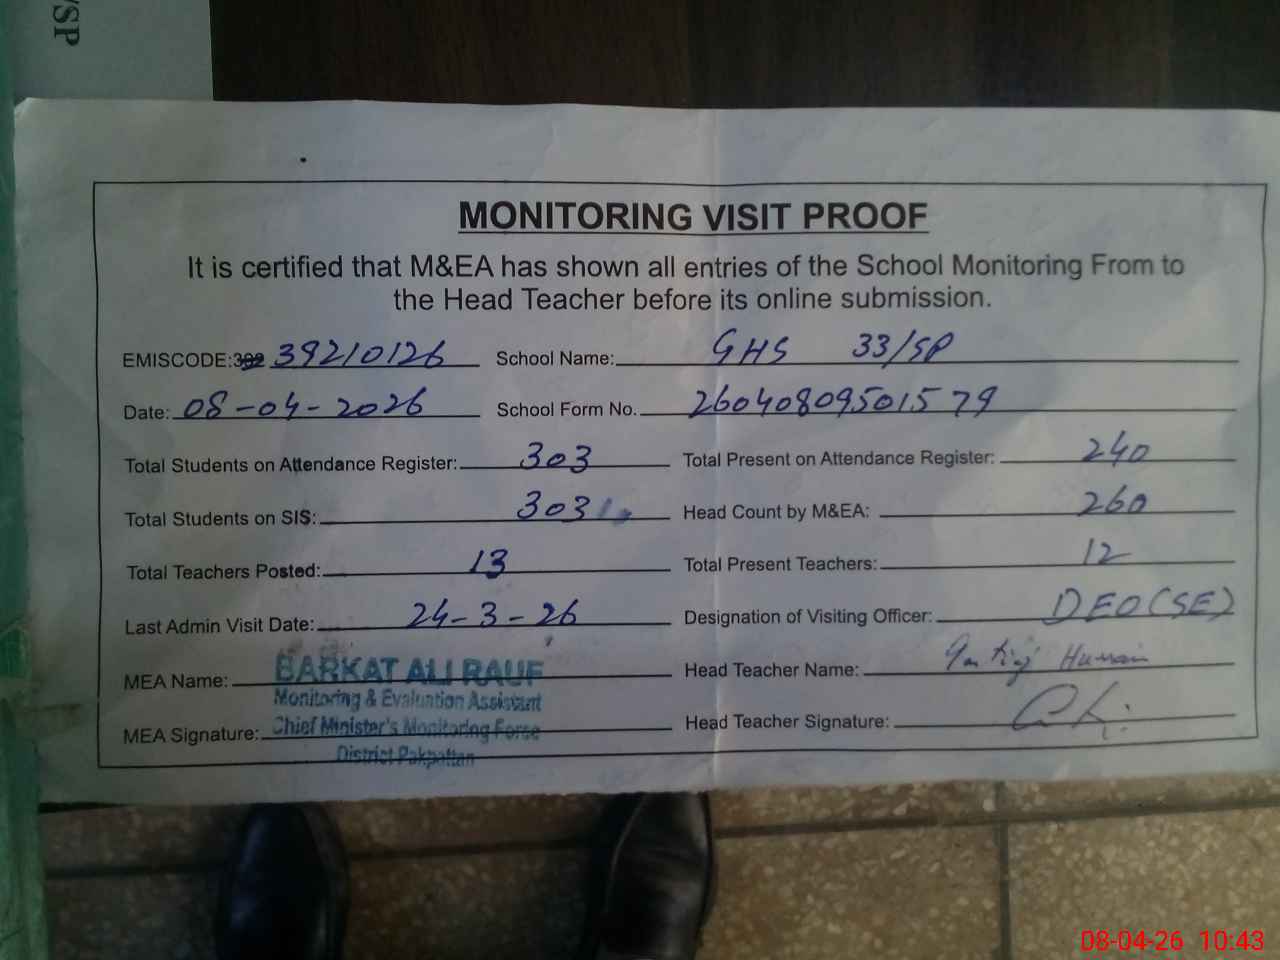 /SP
MONITORING VISIT PROOF
It is certified that M&EA has shown all entries of the School Monitoring From to
the Head Teacher before its online submission.
EMISCODE: 39210126 School Name: GHS 33/SP
Date: 08-04-2026 School Form No. 26040809501579
Total Students on Attendance Register: 303 Total Present on Attendance Register: 240
Total Students on SIS: 303 Head Count by M&EA: 260
Total Teachers Posted: 13 Total Present Teachers: 12
Last Admin Visit Date: 24-3-26 Designation of Visiting Officer: DEO(SE)
MEA Name: BARKAT ALI RAUF Head Teacher Name:
Monitoring & Evaluation Assistant
MEA Signature: Chief Minister's Monitoring Force Head Teacher Signature:
District Pakpattan
08-04-26 10:43